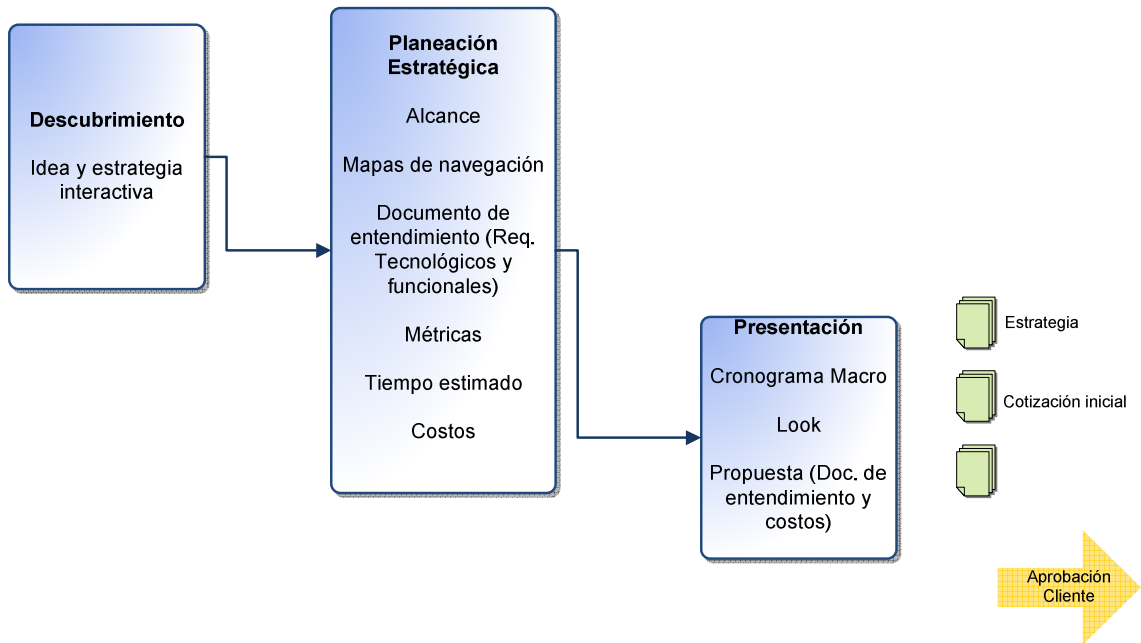 Descubrimiento
Idea y estrategia
interactiva
Planeación
Estratégica
Alcance
Mapas de navegación
Documento de
entendimiento (Req.
Tecnológicos y
funcionales)
Métricas
Tiempo estimado
Costos
Presentación
Cronograma Macro
Look
Propuesta (Doc. de
entendimiento y
costos)
Estrategia
Cotización inicial
Aprobación
Cliente